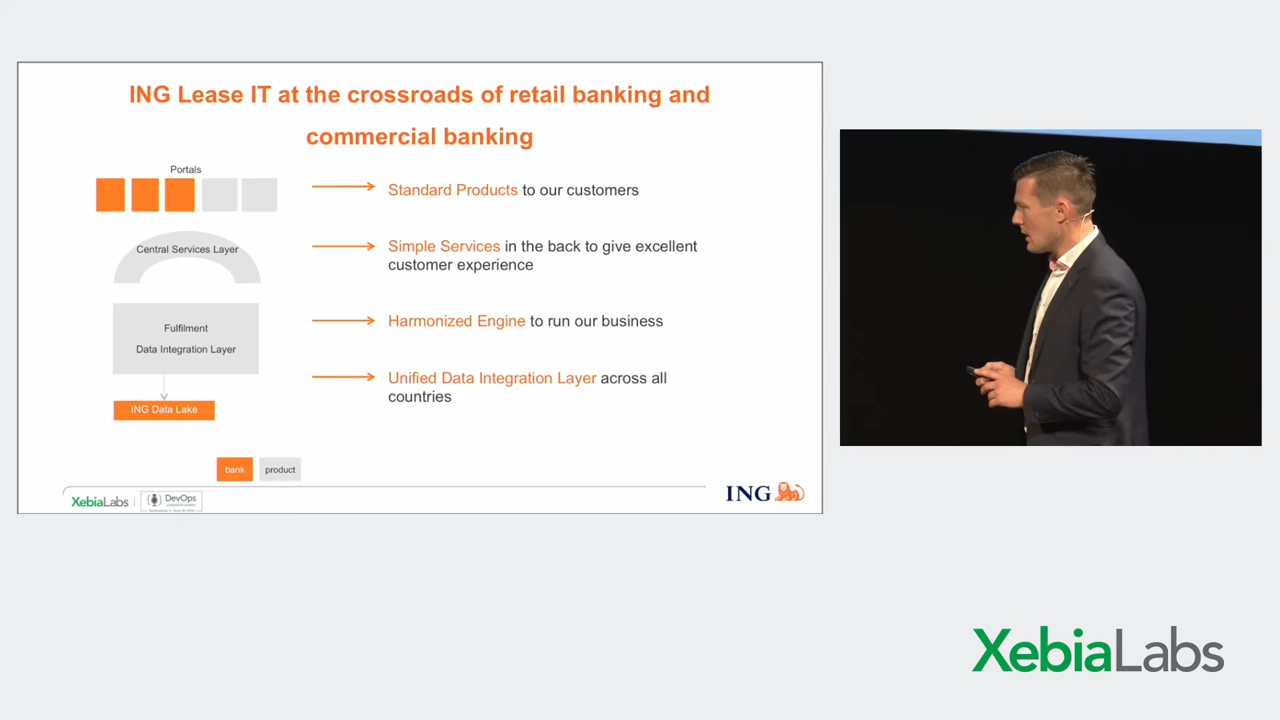 ING Lease IT at the crossroads of retail banking and
commercial banking
Portals
Standard Products to our customers
Central Services Layer
Simple Services in the back to give excellent
customer experience
Fulfilment
Data Integration Layer
Harmonized Engine to run our business
Unified Data Integration Layer across all
countries
ING Data Lake
bank
product
XebiaLabs
DevOps
ING
XebiaLabs